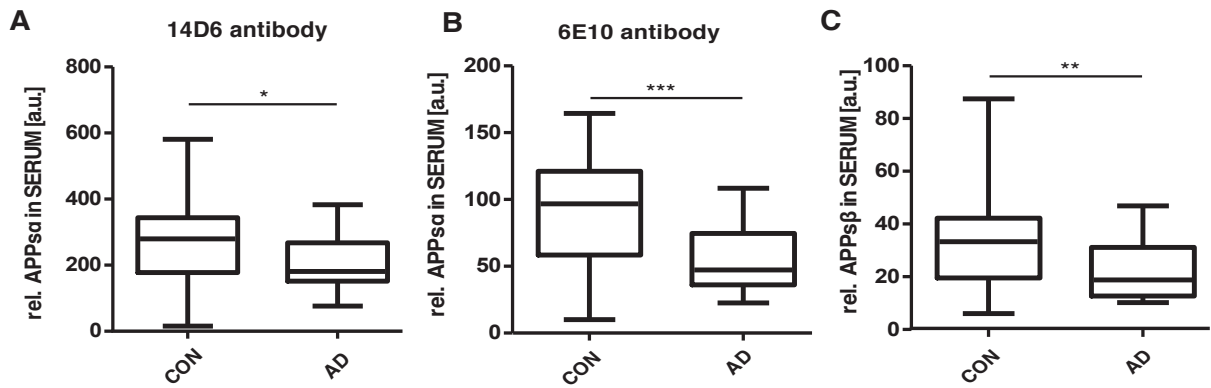 A
14D6 antibody
rel. APPsα in SERUM [a.u.]
800
600
400
200
0
*
CON
AD
B
6E10 antibody
rel. APPsα in SERUM [a.u.]
200
150
100
50
0
***
CON
AD
C
rel. APPsβ in SERUM [a.u.]
100
80
60
40
20
0
**
CON
AD